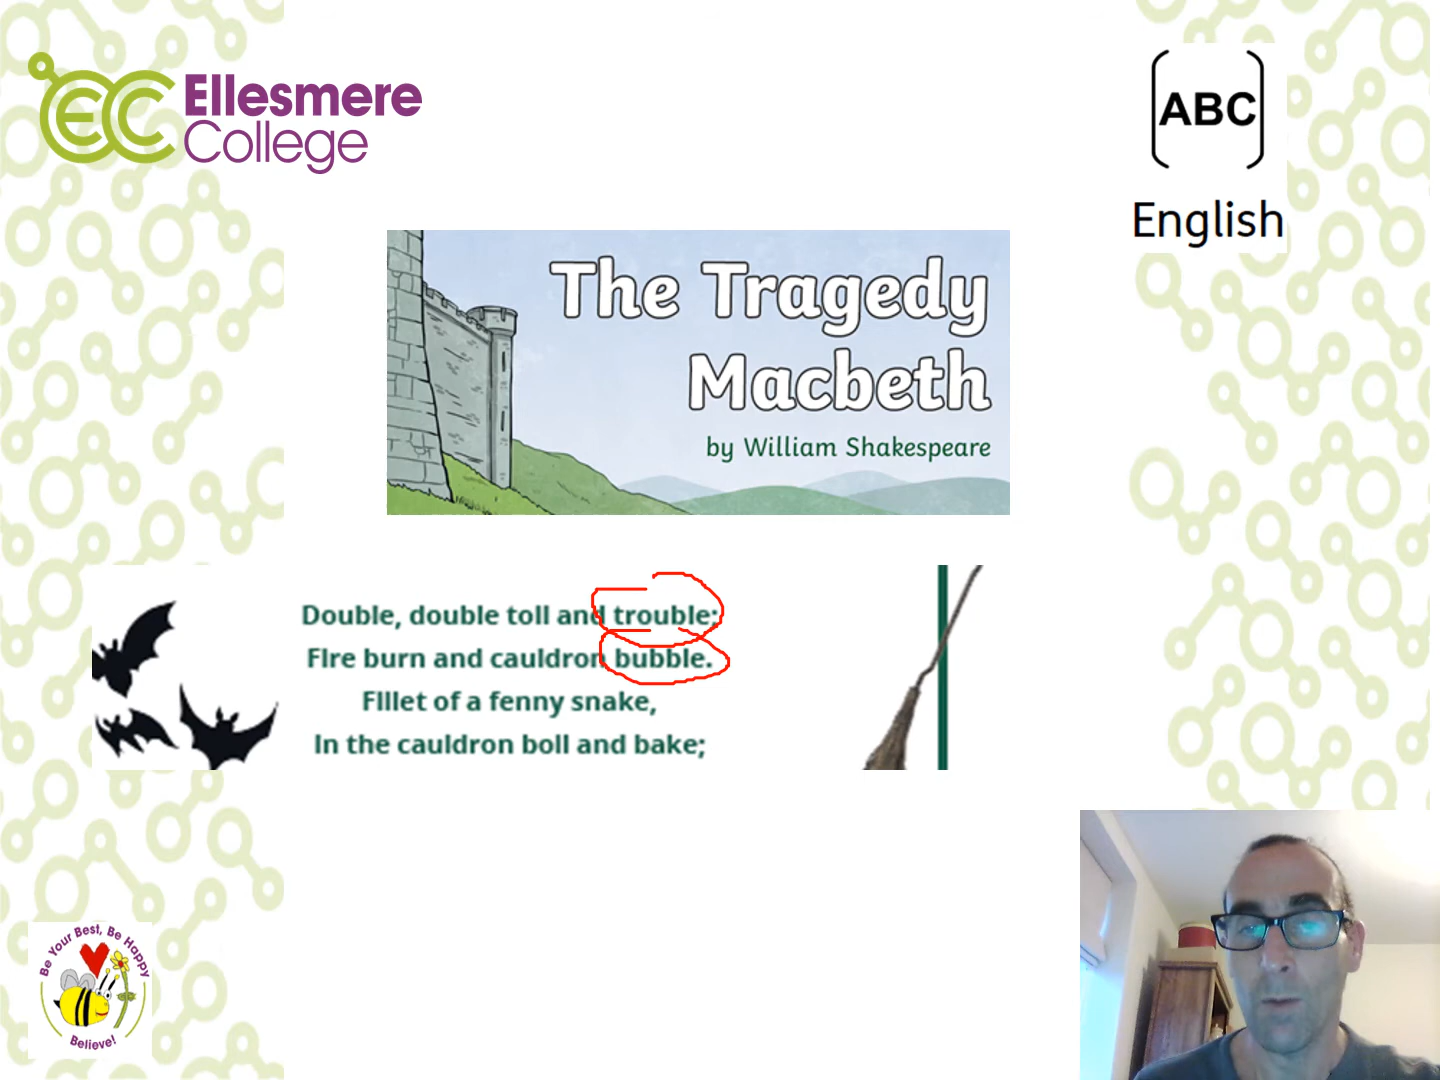 Ellesmere
College
ABC
English
The Tragedy
Macbeth
by William Shakespeare
Double, double toll and trouble;
Fire burn and cauldron bubble.
Fillet of a fenny snake,
In the cauldron boil and bake;
Be Your Best, Be Happy
Believe!